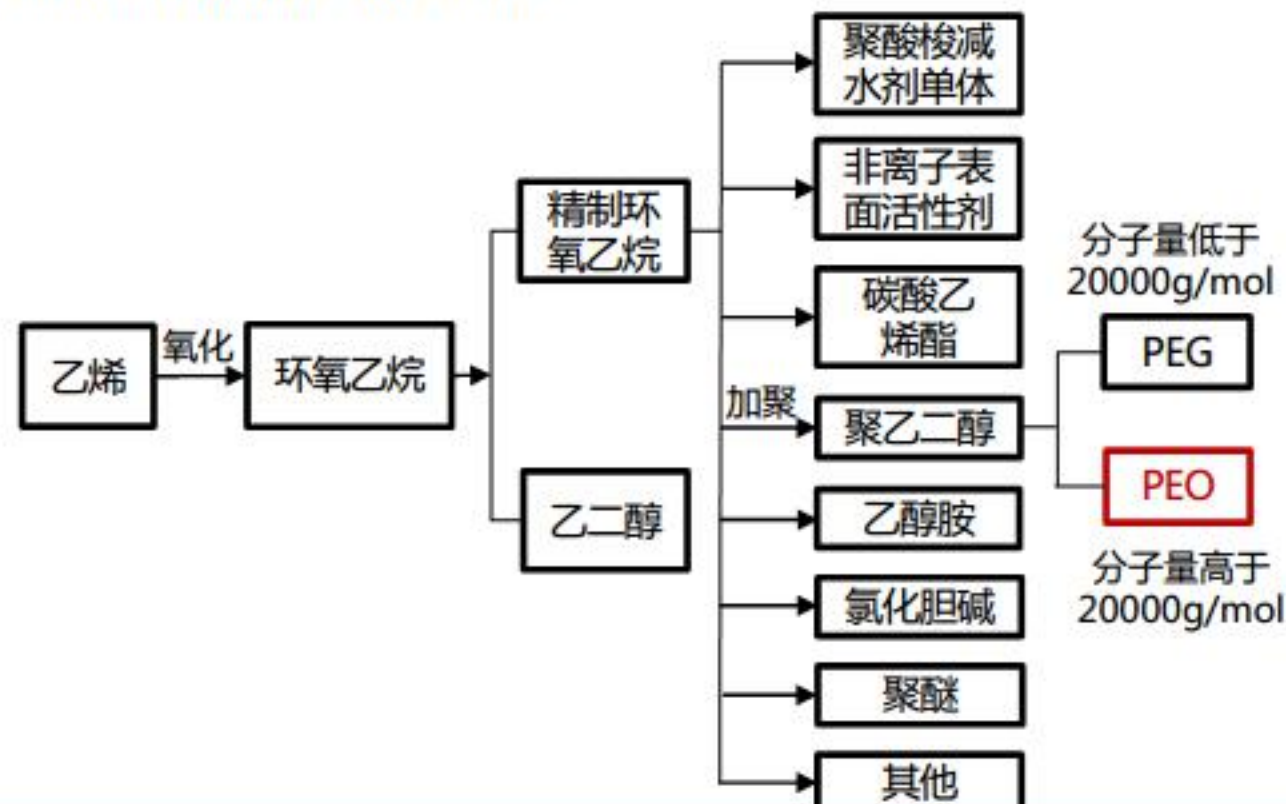 乙烯
氧化
环氧乙烷
精制环
氧乙烷
乙二醇
聚酸梭减
水剂单体
非离子表
面活性剂
碳酸乙
烯酯
加聚
聚乙二醇
乙醇胺
氯化胆碱
聚醚
其他
分子量低于
20000g/mol
PEG
PEO
分子量高于
20000g/mol